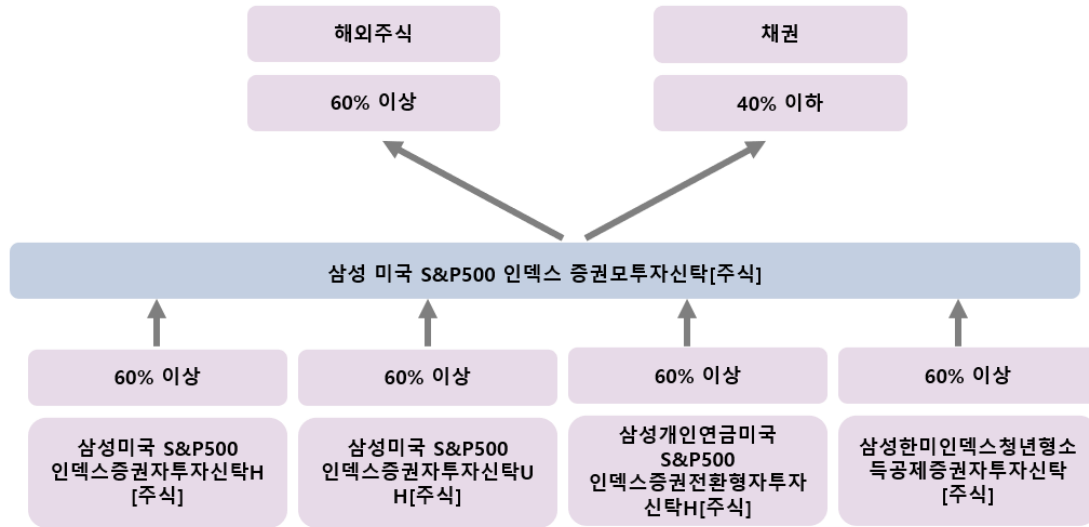 해외주식
채권
60% 이상
40% 이하
삼성 미국 S&P500 인덱스 증권모투자신탁[주식]
60% 이상
60% 이상
60% 이상
60% 이상
삼성미국 S&P500
인덱스증권자투자신탁H
[주식]
삼성미국 S&P500
인덱스증권자투자신탁U
H[주식]
삼성개인연금미국
S&P500
인덱스증권전환형자투자
신탁H[주식]
삼성한미인덱스청년형소
득공제증권자투자신탁
[주식]